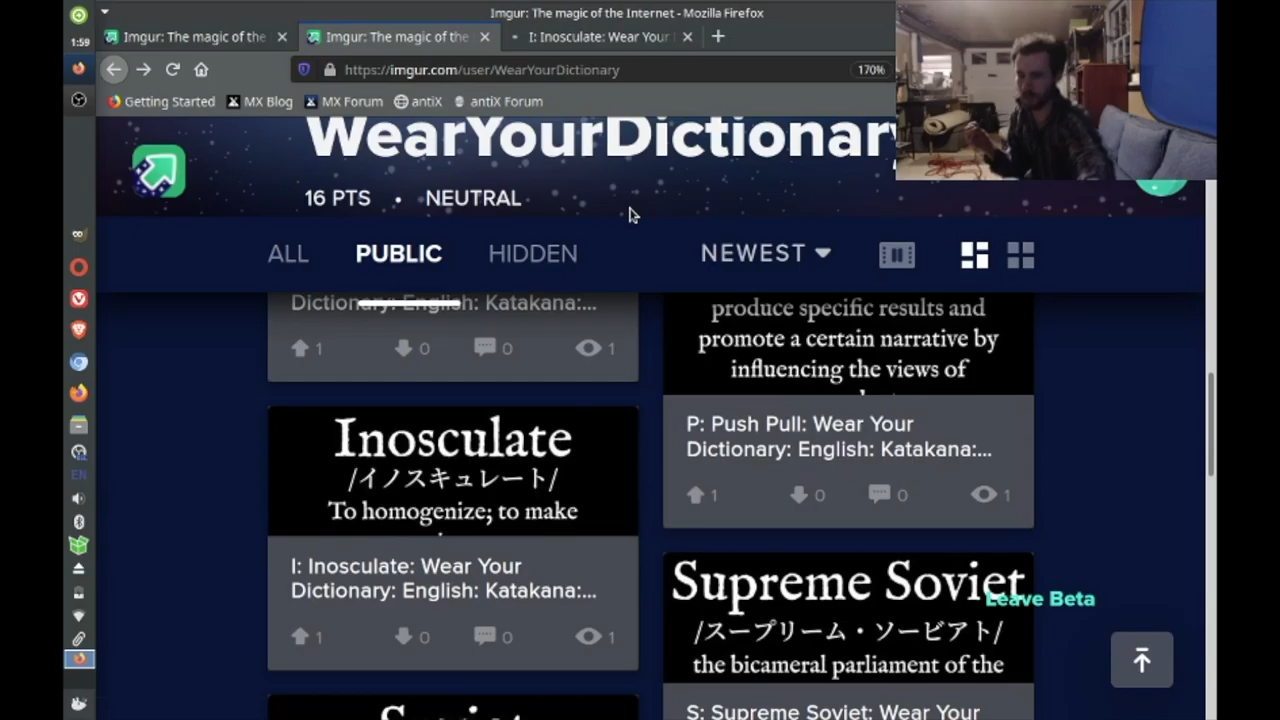 Imgur: The magic of the Internet - Mozilla Firefox
1:59
Imgur: The magic of the
Imgur: The magic of the
I: Inosculate: Wear Your
https://imgur.com/user/WearYourDictionary
170%
Getting Started
MX Blog
MX Forum
antiX
antiX Forum
WearYourDictionary
16 PTS • NEUTRAL
ALL
PUBLIC
HIDDEN
NEWEST
Dictionary: English: Katakana:...
1 0 0 1
produce specific results and
promote a certain narrative by
influencing the views of
P: Push Pull: Wear Your
Dictionary: English: Katakana:...
1 0 0 1
Inosculate
/イノスキュレート/
To homogenize; to make
I: Inosculate: Wear Your
Dictionary: English: Katakana:...
1 0 0 1
Supreme Soviet
/スープリーム・ソービアト/
the bicameral parliament of the
S: Supreme Soviet: Wear Your
Leave Beta
Soviet
EN